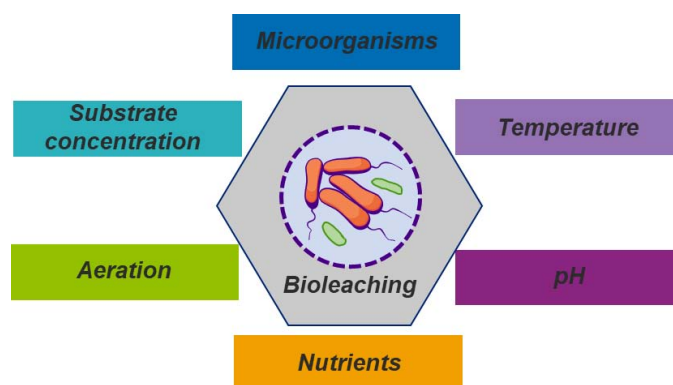 Microorganisms
Substrate
concentration
Temperature
Aeration
Bioleaching
pH
Nutrients